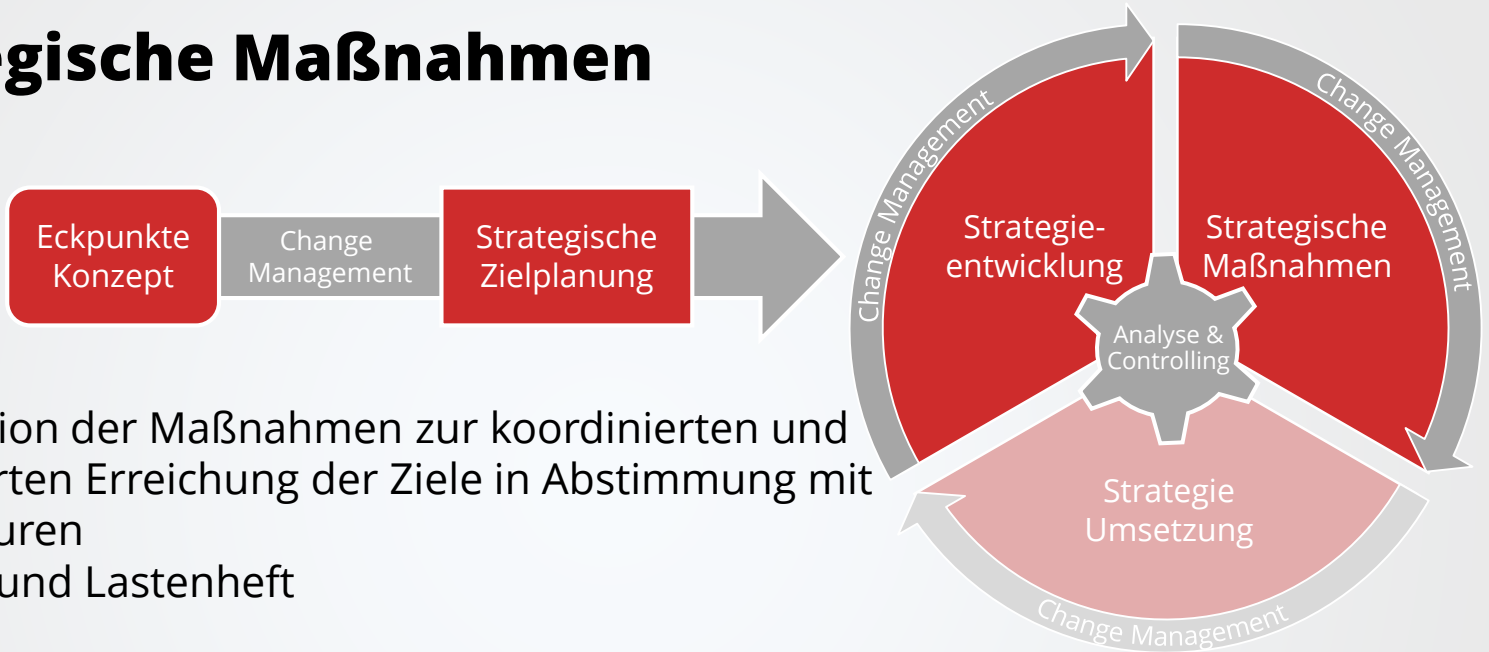 egische Maßnahmen
Eckpunkte
Konzept
Change
Management
Strategische
Zielplanung
ion der Maßnahmen zur koordinierten und
rten Erreichung der Ziele in Abstimmung mit
uren
und Lastenheft
Change Management
Strategie-
entwicklung
Change Management
Strategische
Maßnahmen
Analyse &
Controlling
Strategie
Umsetzung
Change Management